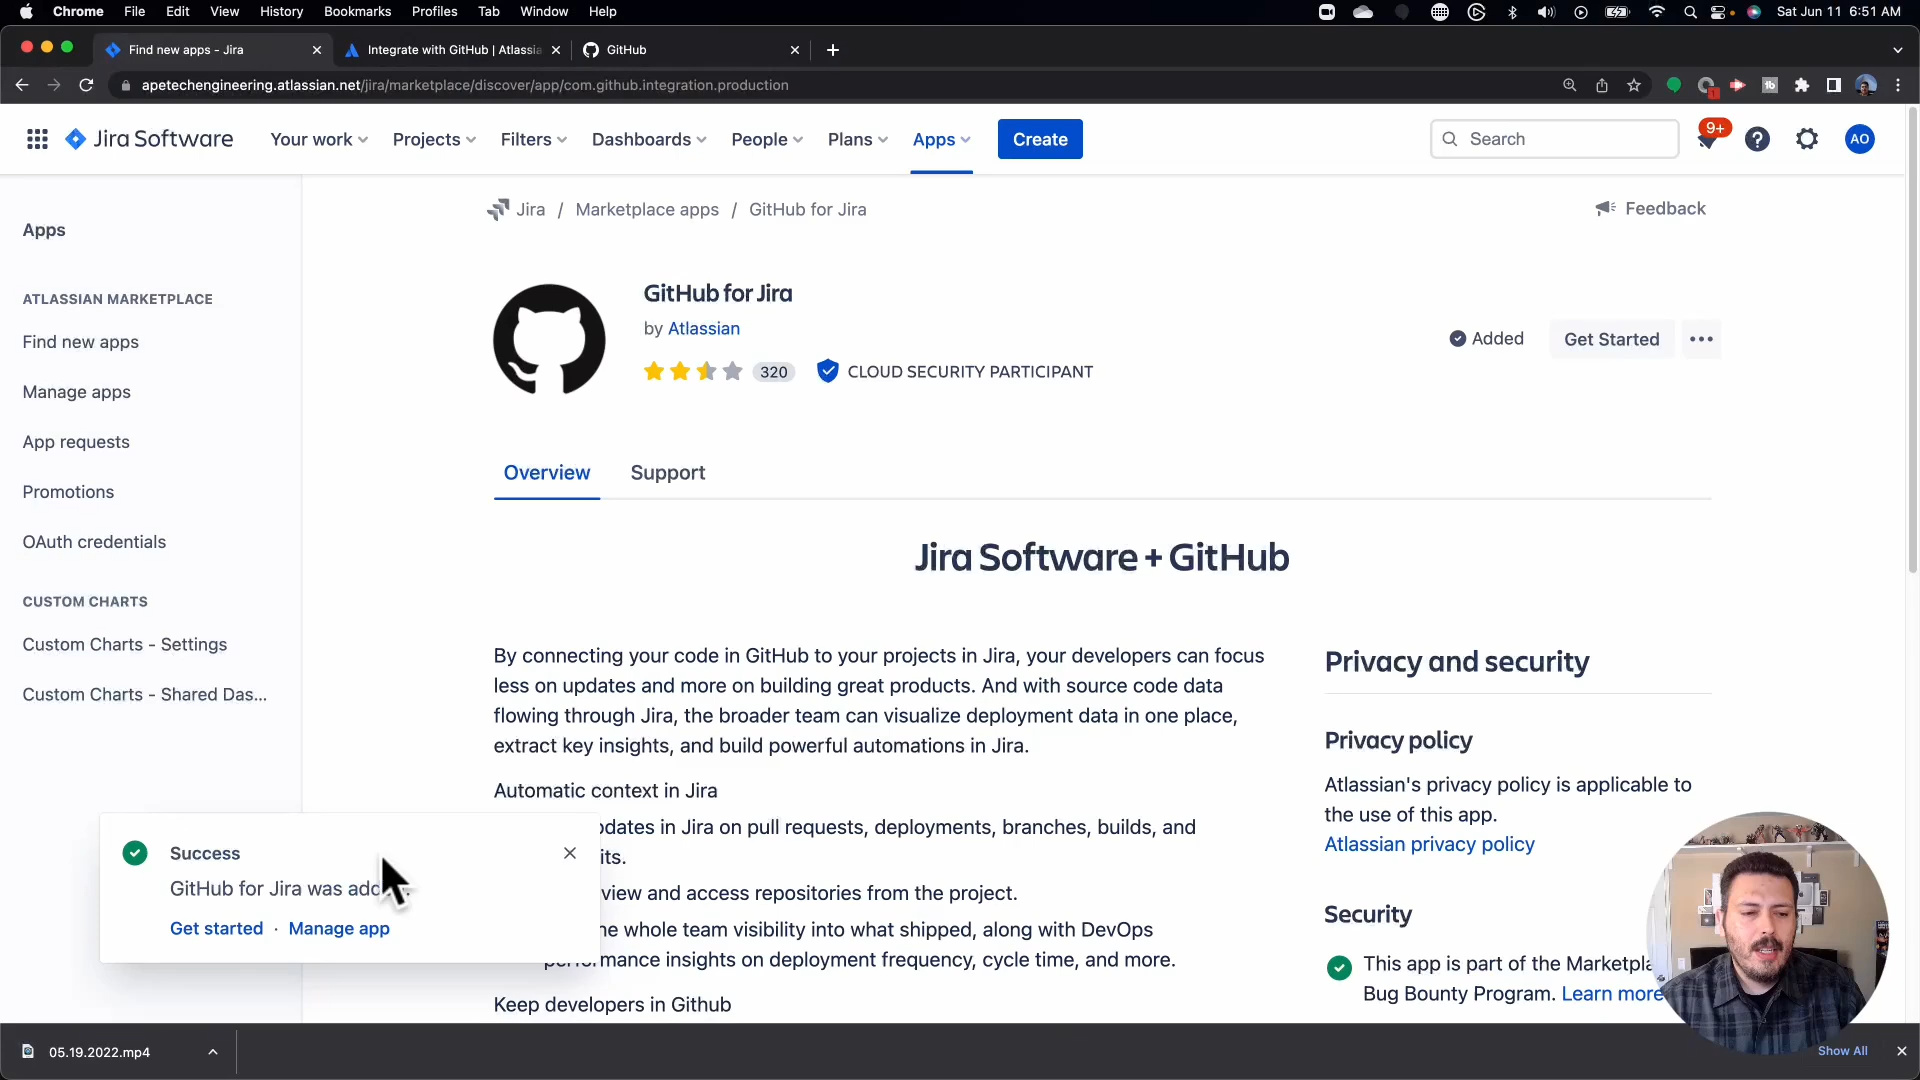 Chrome File Edit View History Bookmarks Profiles Tab Window Help Sat Jun 11 6:51 AM
Find new apps - Jira
Integrate with GitHub | Atlassia
GitHub
apetechengineering.atlassian.net/jira/marketplace/discover/app/com.github.integration.production
1
Jira Software Your work Projects Filters Dashboards People Plans Apps Create Search 9+ AO
Jira / Marketplace apps / GitHub for Jira
Feedback
Apps
ATLASSIAN MARKETPLACE
Find new apps
Manage apps
App requests
Promotions
OAuth credentials
CUSTOM CHARTS
Custom Charts - Settings
Custom Charts - Shared Das...
GitHub for Jira
by Atlassian
320 CLOUD SECURITY PARTICIPANT
Added Get Started
Overview Support
Jira Software + GitHub
By connecting your code in GitHub to your projects in Jira, your developers can focus
less on updates and more on building great products. And with source code data
flowing through Jira, the broader team can visualize deployment data in one place,
extract key insights, and build powerful automations in Jira.
Automatic context in Jira
pdates in Jira on pull requests, deployments, branches, builds, and
its.
view and access repositories from the project.
he whole team visibility into what shipped, along with DevOps
insights on deployment frequency, cycle time, and more.
Keep developers in Github
Privacy and security
Privacy policy
Atlassian's privacy policy is applicable to
the use of this app.
Atlassian privacy policy
Security
This app is part of the Marketpla
Bug Bounty Program. Learn more
Success
GitHub for Jira was add
Get started · Manage app
05.19.2022.mp4
Show All